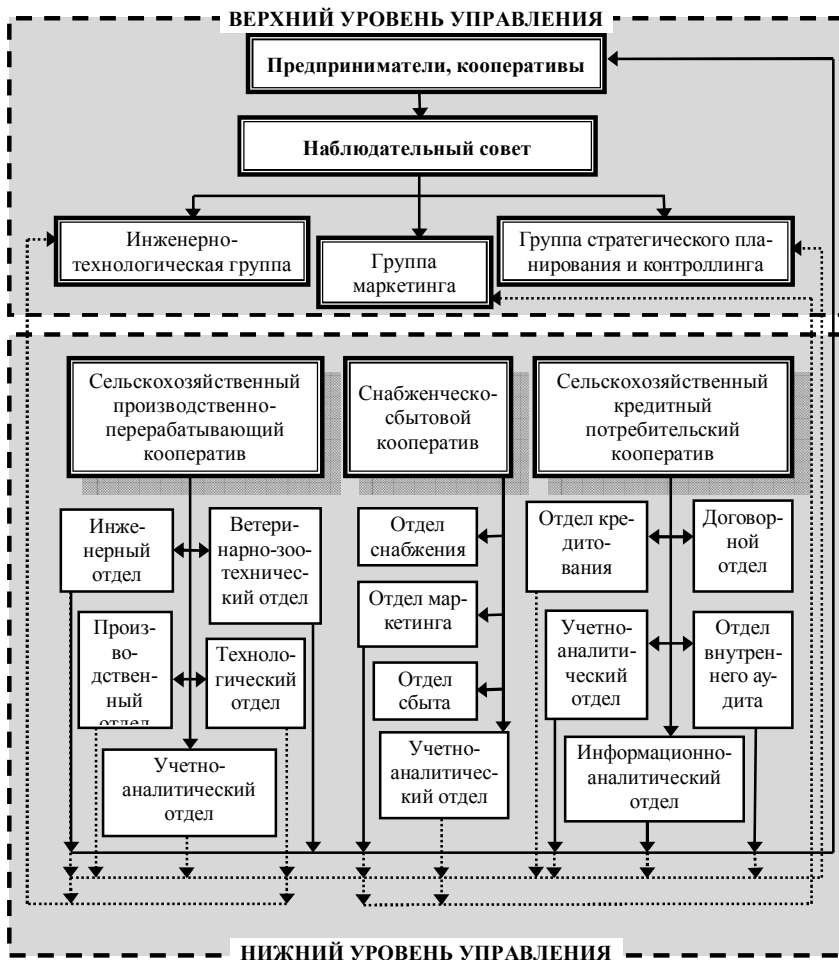 ВЕРХНИЙ УРОВЕНЬ УПРАВЛЕНИЯ
Предприниматели, кооперативы
Наблюдательный совет
Инженерно-
технологическая группа
Группа
маркетинга
Группа стратегического пла-
нирования и контроллинга
Сельскохозяйственный
производственно-
перерабатывающий
кооператив
Снабженческо-
сбытовой
кооператив
Сельскохозяйственный
кредитный
потребительский
кооператив
Инже-
нерный
отдел
Ветери-
нарно-зоо-
техничес-
кий отдел
Произ-
водствен-
ный
отдел
Техноло-
гический
отдел
Учетно-
аналитический
отдел
Отдел
снабжения
Отдел мар-
кетинга
Отдел
сбыта
Учетно-
аналитичес-
кий отдел
Отдел кре-
дито-
вания
Договор-
ной
отдел
Учетно-
аналити-
ческий
отдел
Отдел
внутрен-
него ау-
дита
Информационно-
аналитический
отдел
НИЖНИЙ УРОВЕНЬ УПРАВЛЕНИЯ